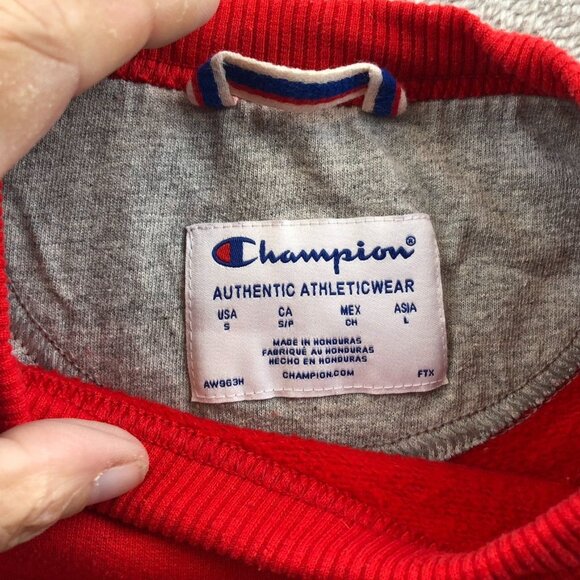 Champion®
AUTHENTIC ATHLETICWEAR
USA CA MEX ASIA
S S/P CH L
MADE IN HONDURAS
FABRIQUÉ AU HONDURAS
HECHO EN HONDURAS
AW963H CHAMPION.COM FTX